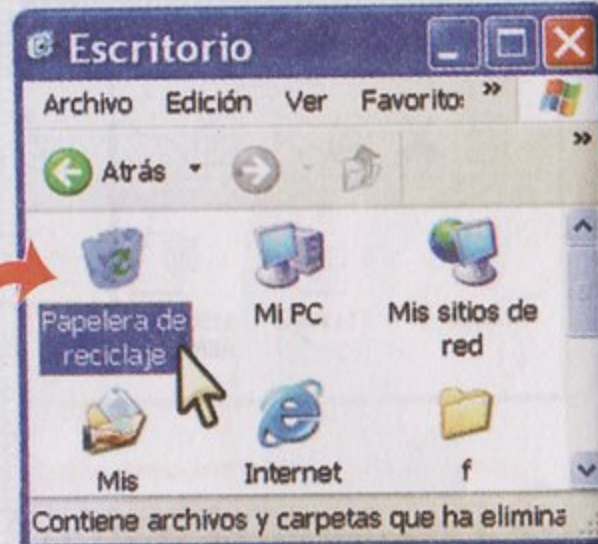 Escritorio
Archivo Edición Ver Favorito: »
Atrás »
Papelera de
reciclaje
Mi PC
Mis sitios de
red
Mis
Internet
f
Contiene archivos y carpetas que ha elimina